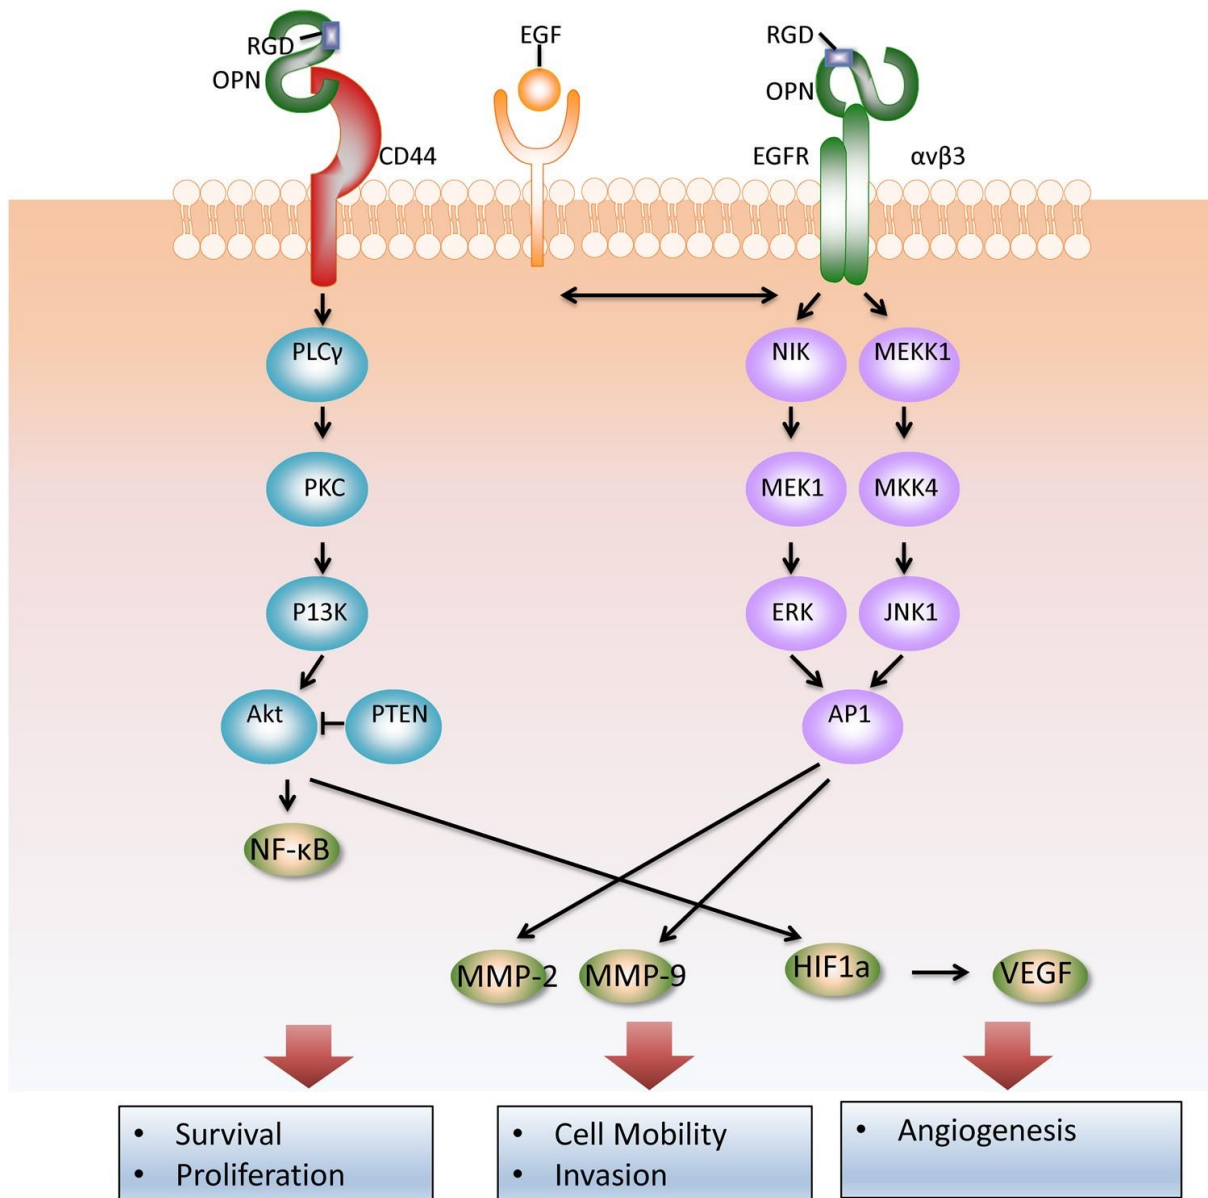 RGD
OPN
CD44
EGF
RGD
OPN
EGFR
αvβ3
PLCγ
NIK
MEKK1
PKC
MEK1
MKK4
P13K
ERK
JNK1
Akt
PTEN
AP1
NF-κB
MMP-2
MMP-9
HIF1a
VEGF
• Survival
• Proliferation
• Cell Mobility
• Invasion
• Angiogenesis